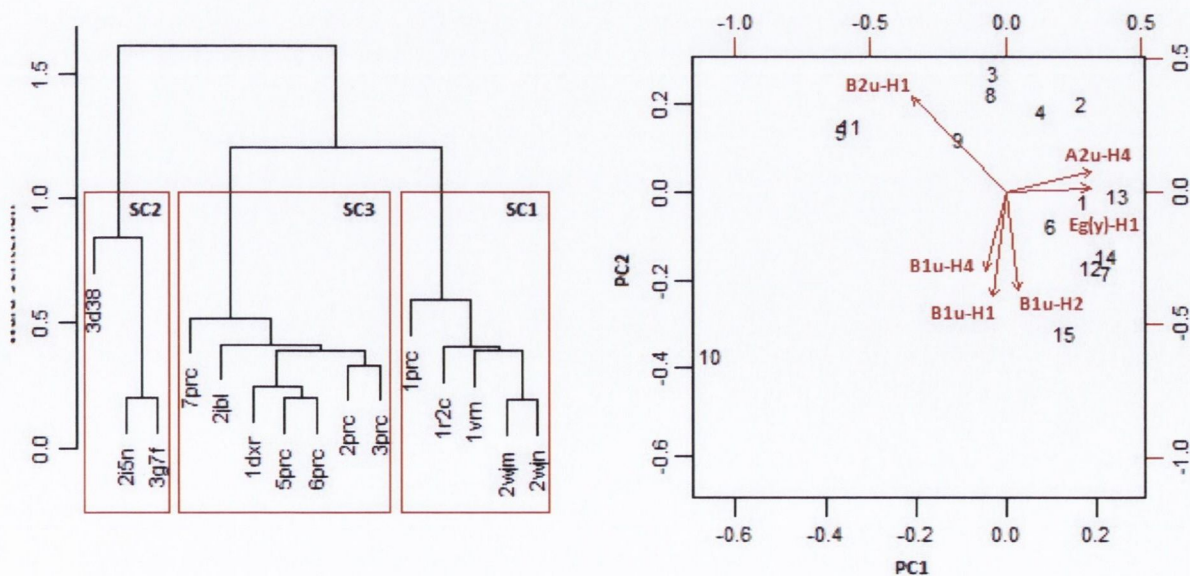 1.5
1.0
0.5
0.0
SC2
SC3
SC1
3d38
2i5n
3g7f
7prc
2jbl
1dxr
5prc
6prc
2prc
3prc
1prc
1r2c
1vrn
2wjm
2wjn
-1.0
-0.5
0.0
0.5
0.2
0.0
-0.2
-0.4
-0.6
PC2
0.5
0.0
-0.5
-1.0
B2u-H1
3
8
4
2
5
11
9
A2u-H4
1
13
6
Eg(y)-H1
14
12
7
B1u-H4
B1u-H1
B1u-H2
15
10
-0.6
-0.4
-0.2
0.0
0.2
PC1